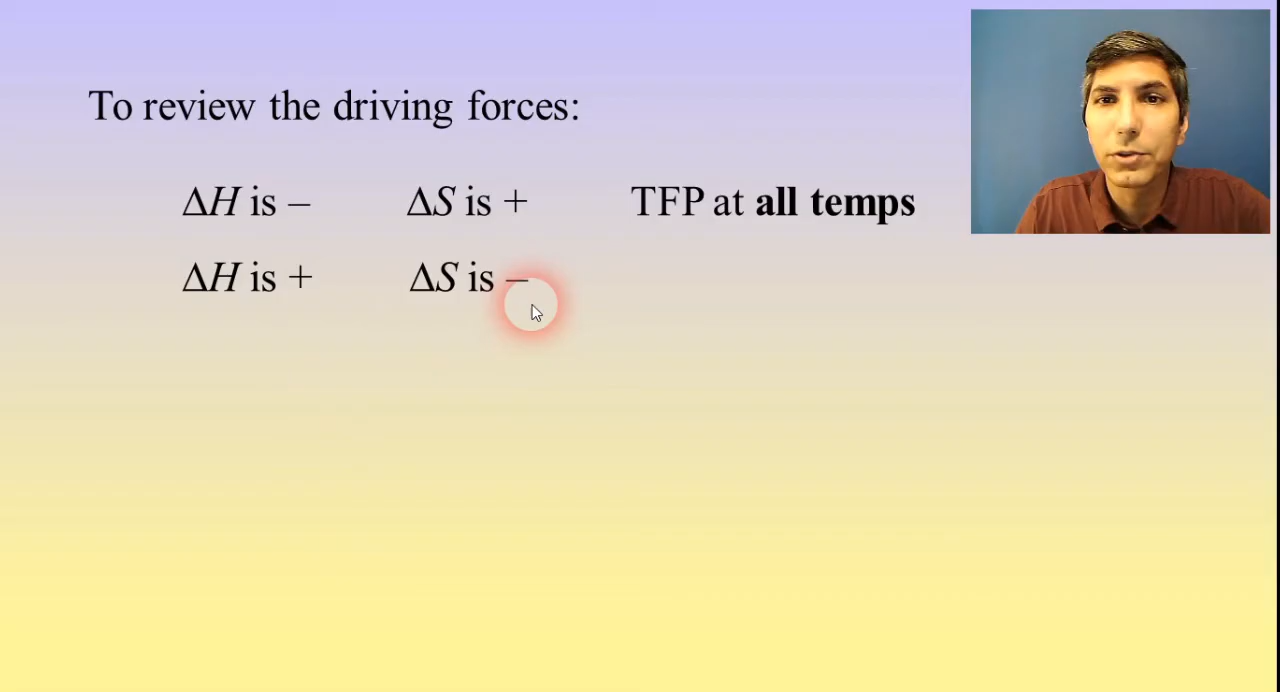 To review the driving forces:
ΔH is – ΔS is + TFP at all temps
ΔH is + ΔS is –